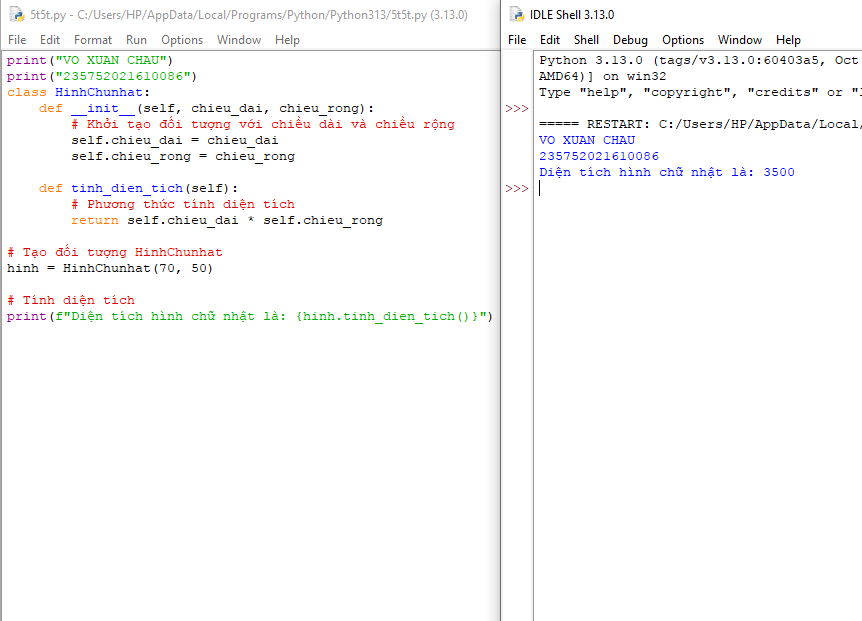 5t5t.py - C:/Users/HP/AppData/Local/Programs/Python/Python313/5t5t.py (3.13.0)
File Edit Format Run Options Window Help
print("VO XUAN CHAU")
print("235752021610086")
class HinhChunhat:
    def __init__(self, chieu_dai, chieu_rong):
        # Khởi tạo đối tượng với chiều dài và chiều rộng
        self.chieu_dai = chieu_dai
        self.chieu_rong = chieu_rong
    def tinh_dien_tich(self):
        # Phương thức tính diện tích
        return self.chieu_dai * self.chieu_rong
# Tạo đối tượng HinhChunhat
hinh = HinhChunhat(70, 50)
# Tính diện tích
print(f"Diện tích hình chữ nhật là: {hinh.tinh_dien_tich()}")
IDLE Shell 3.13.0
File Edit Shell Debug Options Window Help
Python 3.13.0 (tags/v3.13.0:60403a5, Oct
AMD64)] on win32
Type "help", "copyright", "credits" or "l
>>>
===== RESTART: C:/Users/HP/AppData/Local/
VO XUAN CHAU
235752021610086
Diện tích hình chữ nhật là: 3500
>>>